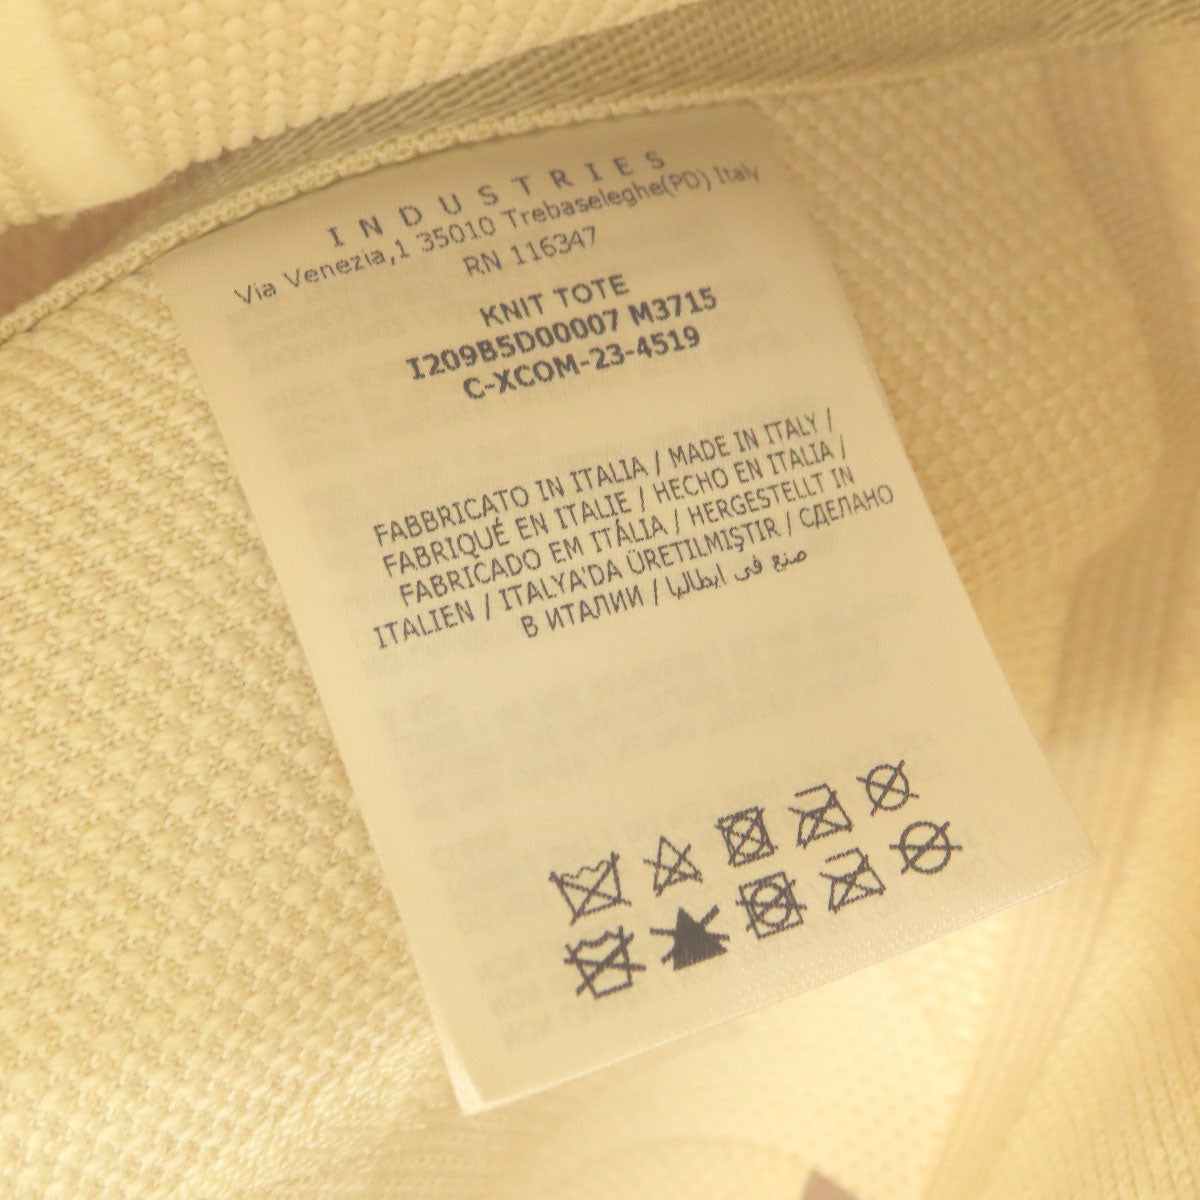 INDUSTRIES
Via Venezia,1 35010 Trebaseleghe(PD) Italy
RN 116347
KNIT TOTE
I209B5D00007 M3715
C-XCOM-23-4519
FABBRICATO IN ITALIA / MADE IN ITALY /
FABRIQUÉ EN ITALIE / HECHO EN ITALIA /
FABRICADO EM ITÁLIA / HERGESTELLT IN
ITALIEN / ITALYA'DA ÜRETILMIŞTIR / СДЕЛАНО
В ИТАЛИИ / صنع في ايطاليا